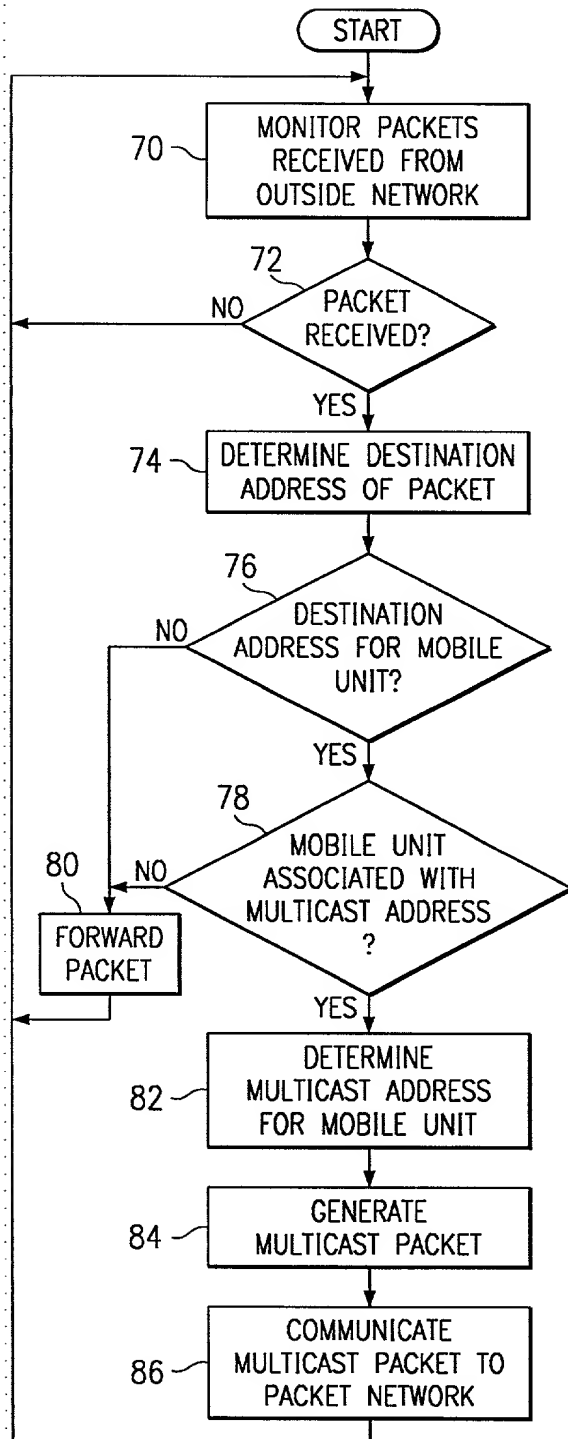 START
70
MONITOR PACKETS
RECEIVED FROM
OUTSIDE NETWORK
72
NO
PACKET
RECEIVED?
YES
74
DETERMINE DESTINATION
ADDRESS OF PACKET
76
NO
DESTINATION
ADDRESS FOR MOBILE
UNIT?
YES
78
NO
MOBILE UNIT
ASSOCIATED WITH
MULTICAST ADDRESS
?
80
FORWARD
PACKET
YES
82
DETERMINE
MULTICAST ADDRESS
FOR MOBILE UNIT
84
GENERATE
MULTICAST PACKET
86
COMMUNICATE
MULTICAST PACKET TO
PACKET NETWORK